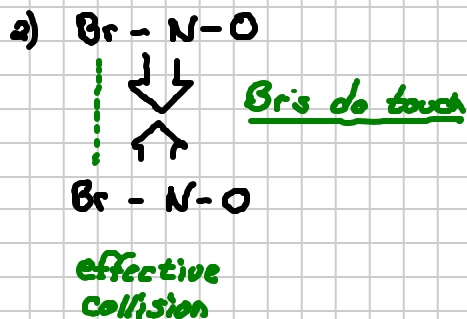 2) Br - N - O
Br's do touch
Br - N - O
effective
collision